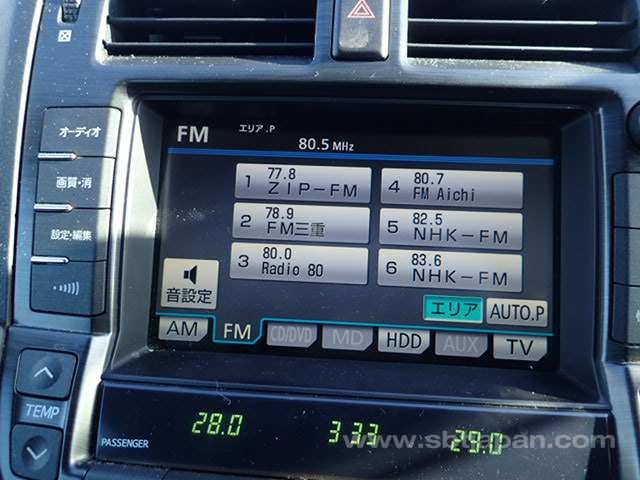 オーディオ
画質・消
設定・編集
FM
エリア.P
80.5 MHz
1 77.8 ZIP-FM
4 80.7 FM Aichi
2 78.9 FM三重
5 82.5 NHK-FM
3 80.0 Radio 80
6 83.6 NHK-FM
音設定
エリア AUTO.P
AM FM CD/DVD MD HDD AUX TV
TEMP
PASSENGER 28.0 3:33 29.0
www.sbtjapan.com